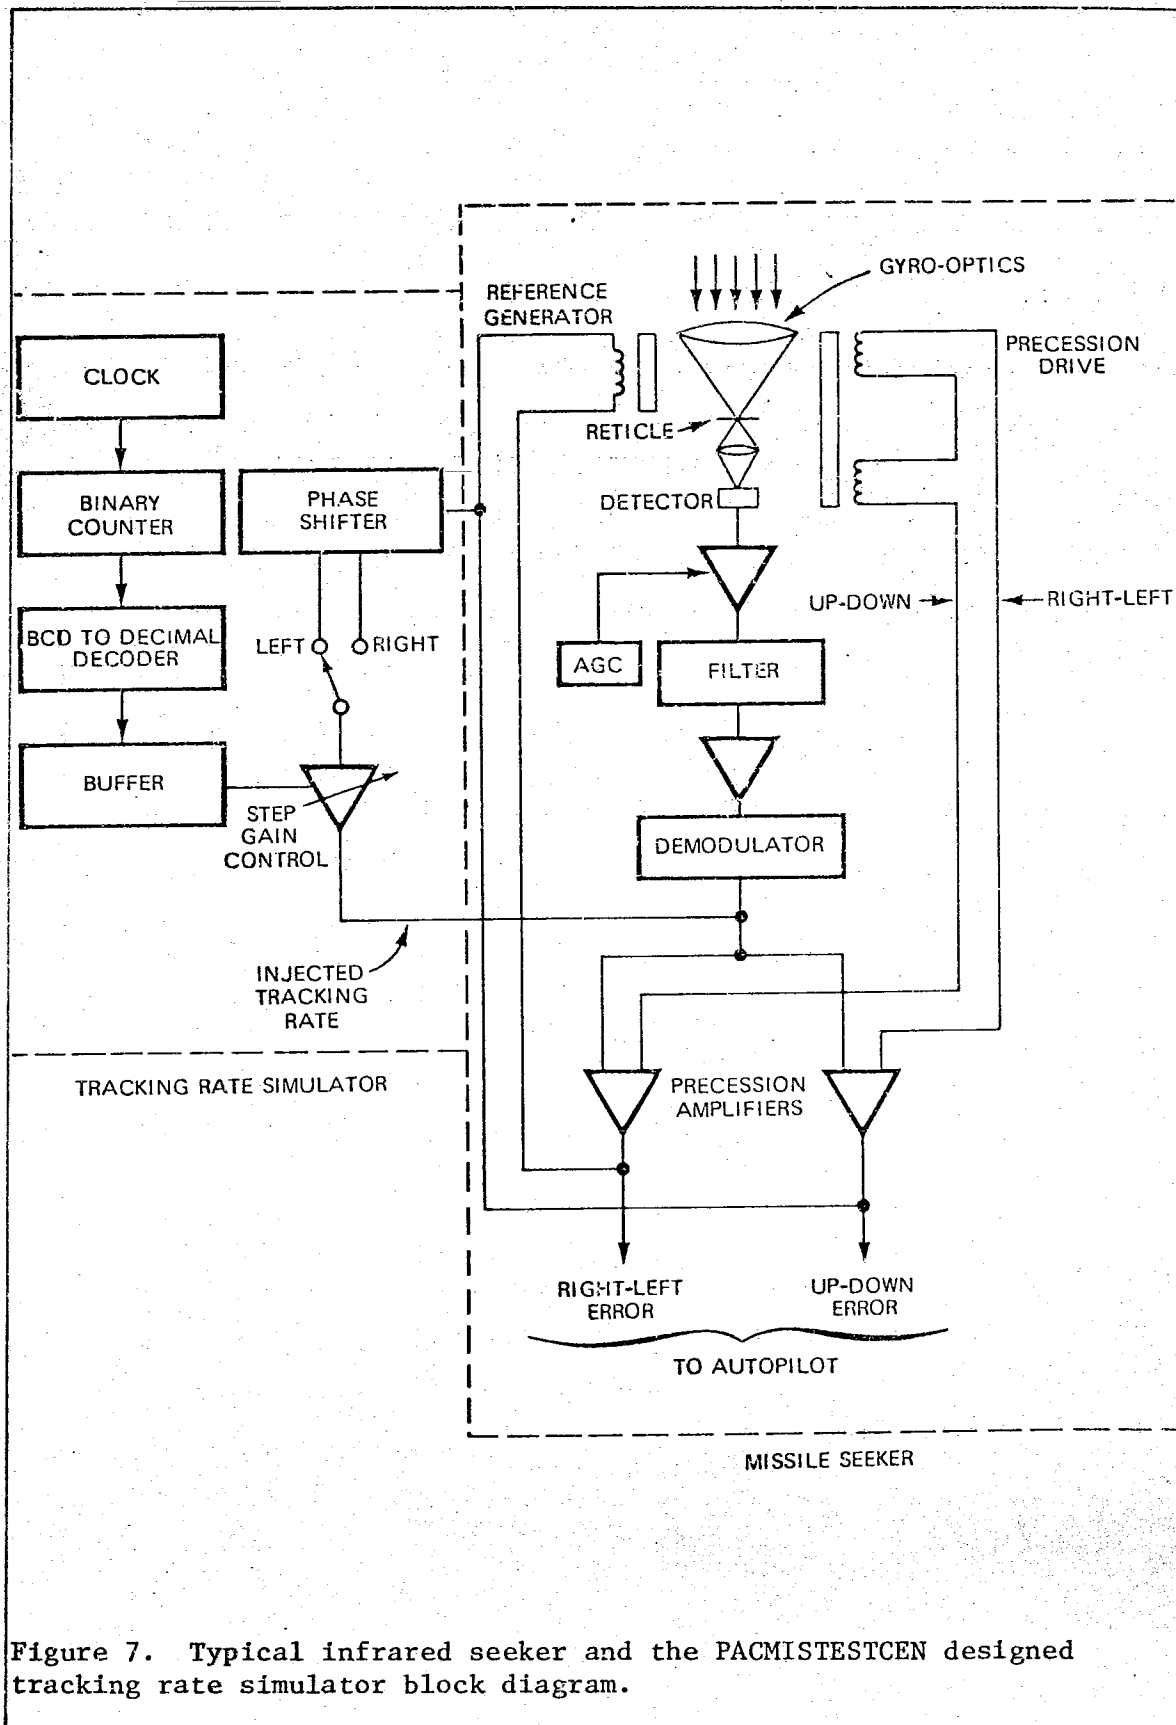 GYRO-OPTICS
REFERENCE
GENERATOR
PRECESSION
DRIVE
CLOCK
RETICLE
BINARY
COUNTER
PHASE
SHIFTER
DETECTOR
UP-DOWN
RIGHT-LEFT
BCD TO DECIMAL
DECODER
LEFT
RIGHT
AGC
FILTER
BUFFER
STEP
GAIN
CONTROL
DEMODULATOR
INJECTED
TRACKING
RATE
TRACKING RATE SIMULATOR
PRECESSION
AMPLIFIERS
RIGHT-LEFT
ERROR
UP-DOWN
ERROR
TO AUTOPILOT
MISSILE SEEKER
Figure 7. Typical infrared seeker and the PACMISTESTCEN designed
tracking rate simulator block diagram.